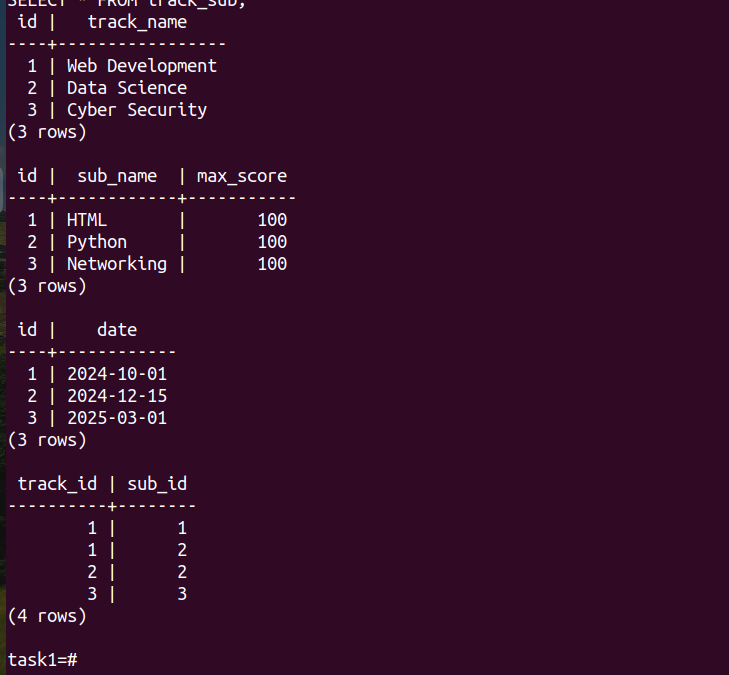 SELECT * FROM track_sub;
 id |   track_name
----+-----------------
  1 | Web Development
  2 | Data Science
  3 | Cyber Security
(3 rows)

 id |  sub_name  | max_score
----+------------+-----------
  1 | HTML       |       100
  2 | Python     |       100
  3 | Networking |       100
(3 rows)

 id |    date
----+------------
  1 | 2024-10-01
  2 | 2024-12-15
  3 | 2025-03-01
(3 rows)

 track_id | sub_id
----------+--------
        1 |      1
        1 |      2
        2 |      2
        3 |      3
(4 rows)

task1=#